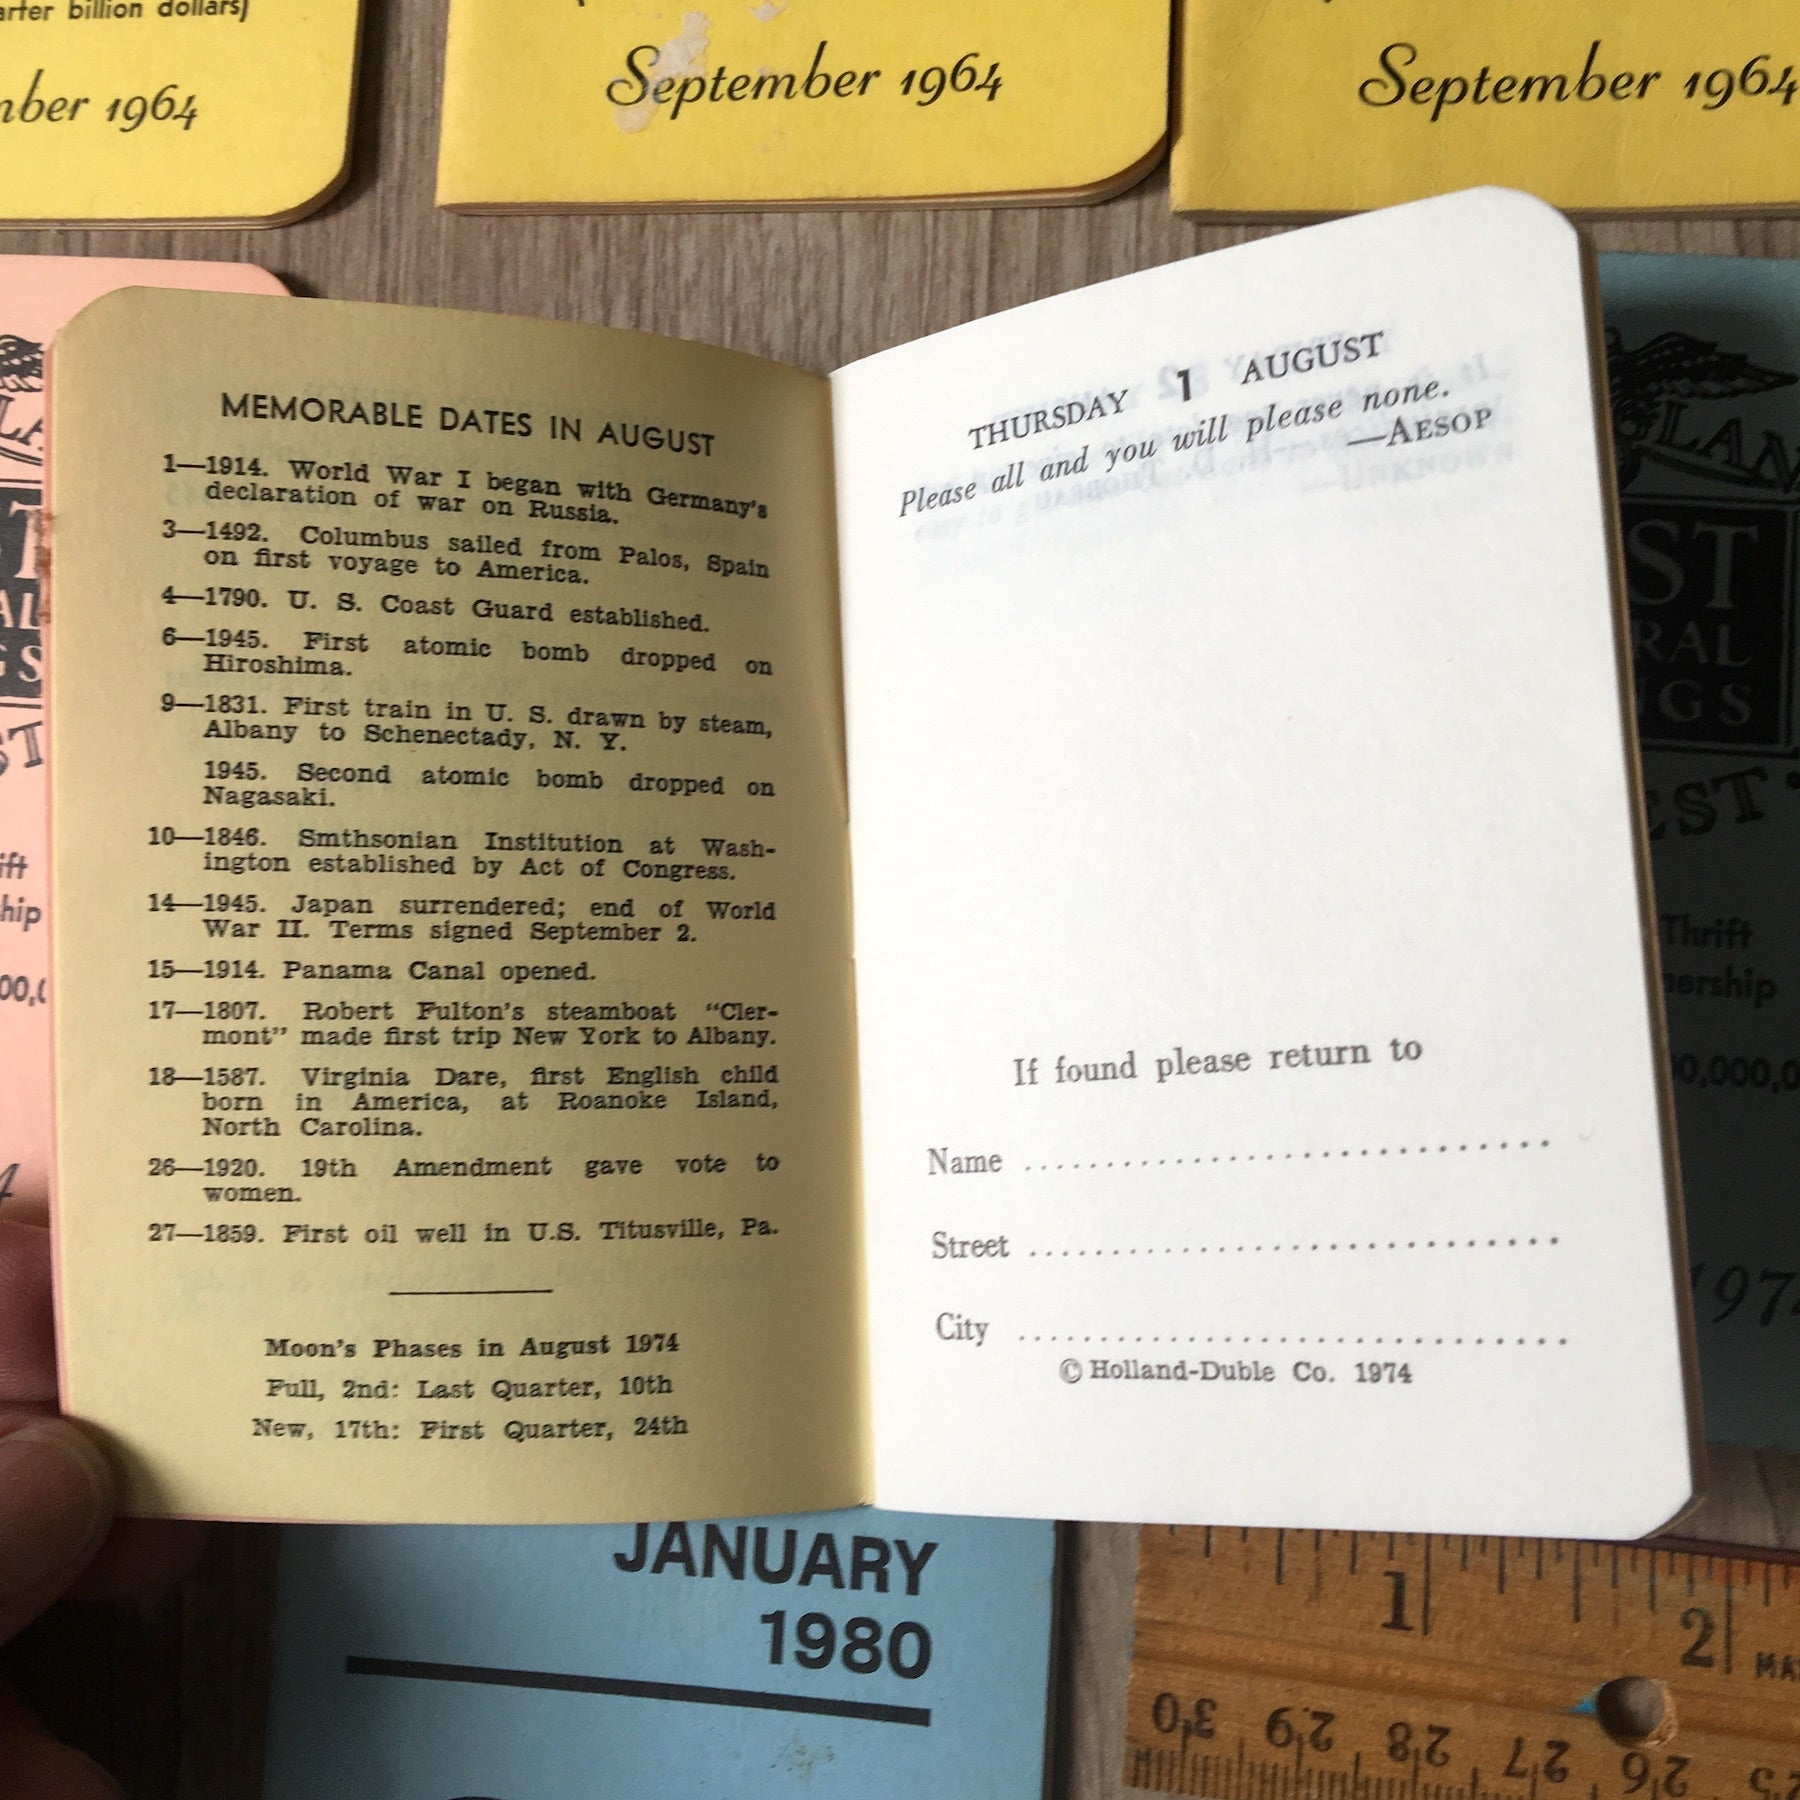 billion dollars)
1964
September 1964
September 1964
MEMORABLE DATES IN AUGUST
1—1914. World War I began with Germany's
declaration of war on Russia.
3—1492. Columbus sailed from Palos, Spain
on first voyage to America.
4—1790. U. S. Coast Guard established.
6—1945. First atomic bomb dropped on
Hiroshima.
9—1831. First train in U. S. drawn by steam,
Albany to Schenectady, N. Y.
1945. Second atomic bomb dropped on
Nagasaki.
10—1846. Smthsonian Institution at Wash-
ington established by Act of Congress.
14—1945. Japan surrendered; end of World
War II. Terms signed September 2.
15—1914. Panama Canal opened.
17—1807. Robert Fulton's steamboat “Cler-
mont” made first trip New York to Albany.
18—1587. Virginia Dare, first English child
born in America, at Roanoke Island,
North Carolina.
26—1920. 19th Amendment gave vote to
women.
27—1859. First oil well in U.S. Titusville, Pa.
Moon's Phases in August 1974
Full, 2nd: Last Quarter, 10th
New, 17th: First Quarter, 24th
THURSDAY 1 AUGUST
Please all and you will please none.
—AESOP
If found please return to
Name
Street
City
© Holland-Duble Co. 1974
Thrift
JANUARY
1980
1 2
30 29 28 27 26